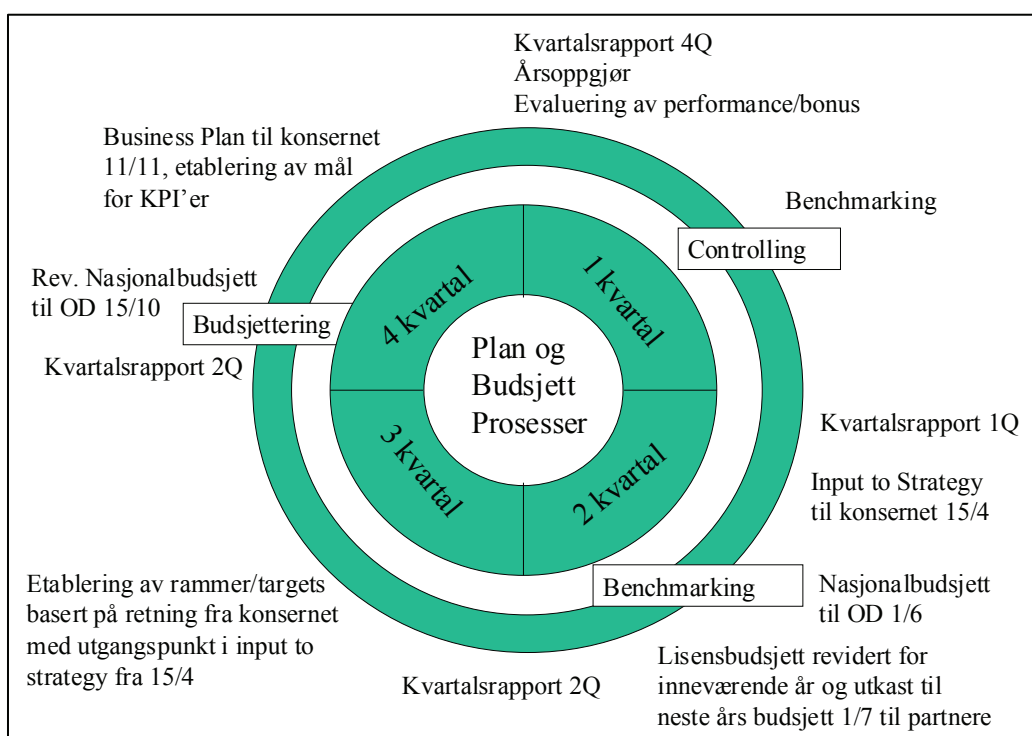 Kvartalsrapport 4Q
Årsoppgjør
Evaluering av performance/bonus
Business Plan til konsernet
11/11, etablering av mål
for KPI’er
Benchmarking
Controlling
Rev. Nasjonalbudsjett
til OD 15/10
Budsjettering
Kvartalsrapport 2Q
4 kvartal
1 kvartal
Plan og
Budsjett
Prosesser
3 kvartal
2 kvartal
Kvartalsrapport 1Q
Input to Strategy
til konsernet 15/4
Benchmarking
Nasjonalbudsjett
til OD 1/6
Etablering av rammer/targets
basert på retning fra konsernet
med utgangspunkt i input to
strategy fra 15/4
Kvartalsrapport 2Q
Lisensbudsjett revidert for
inneværende år og utkast til
neste års budsjett 1/7 til partnere